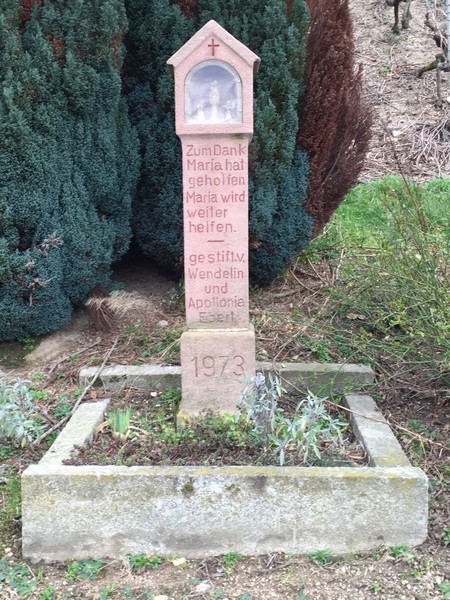 Zum Dank
Maria hat
geholfen
Maria wird
weiter
helfen.
gestift. v.
Wendelin
und
Apollonia
Ebert
1973